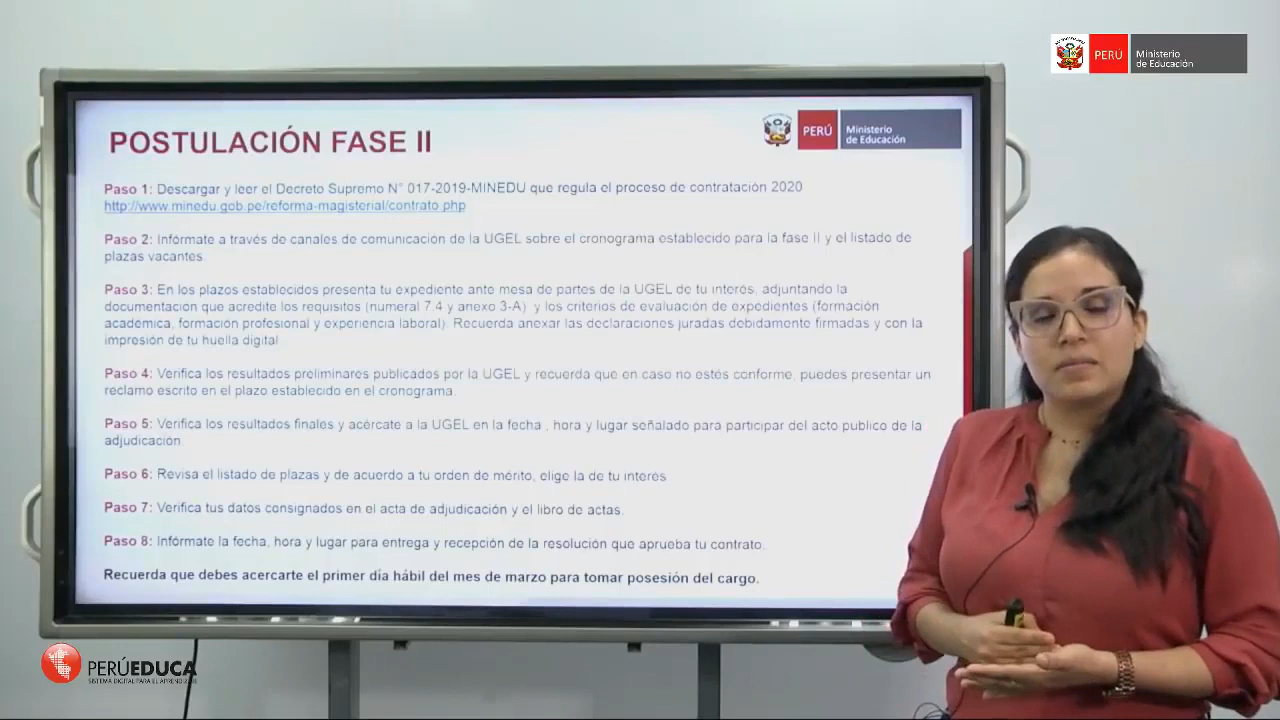 PERÚ
Ministerio
de Educación
POSTULACIÓN FASE II
PERÚ
Ministerio
de Educación
Paso 1: Descargar y leer el Decreto Supremo N° 017-2019-MINEDU que regula el proceso de contratación 2020
http://www.minedu.gob.pe/reforma-magisterial/contrato.php
Paso 2: Infórmate a través de canales de comunicación de la UGEL sobre el cronograma establecido para la fase II y el listado de
plazas vacantes.
Paso 3: En los plazos establecidos presenta tu expediente ante mesa de partes de la UGEL de tu interés, adjuntando la
documentación que acredite los requisitos (numeral 7.4 y anexo 3-A) y los criterios de evaluación de expedientes (formación
académica, formación profesional y experiencia laboral). Recuerda anexar las declaraciones juradas debidamente firmadas y con la
impresión de tu huella digital
Paso 4: Verifica los resultados preliminares publicados por la UGEL y recuerda que en caso no estés conforme, puedes presentar un
reclamo escrito en el plazo establecido en el cronograma.
Paso 5: Verifica los resultados finales y acércate a la UGEL en la fecha , hora y lugar señalado para participar del acto publico de la
adjudicación
Paso 6: Revisa el listado de plazas y de acuerdo a tu orden de mérito, elige la de tu interés
Paso 7: Verifica tus datos consignados en el acta de adjudicación y el libro de actas.
Paso 8: Infórmate la fecha, hora y lugar para entrega y recepción de la resolución que aprueba tu contrato.
Recuerda que debes acercarte el primer día hábil del mes de marzo para tomar posesión del cargo.
PERÚEDUCA
SISTEMA DIGITAL PARA EL APRENDIZAJE